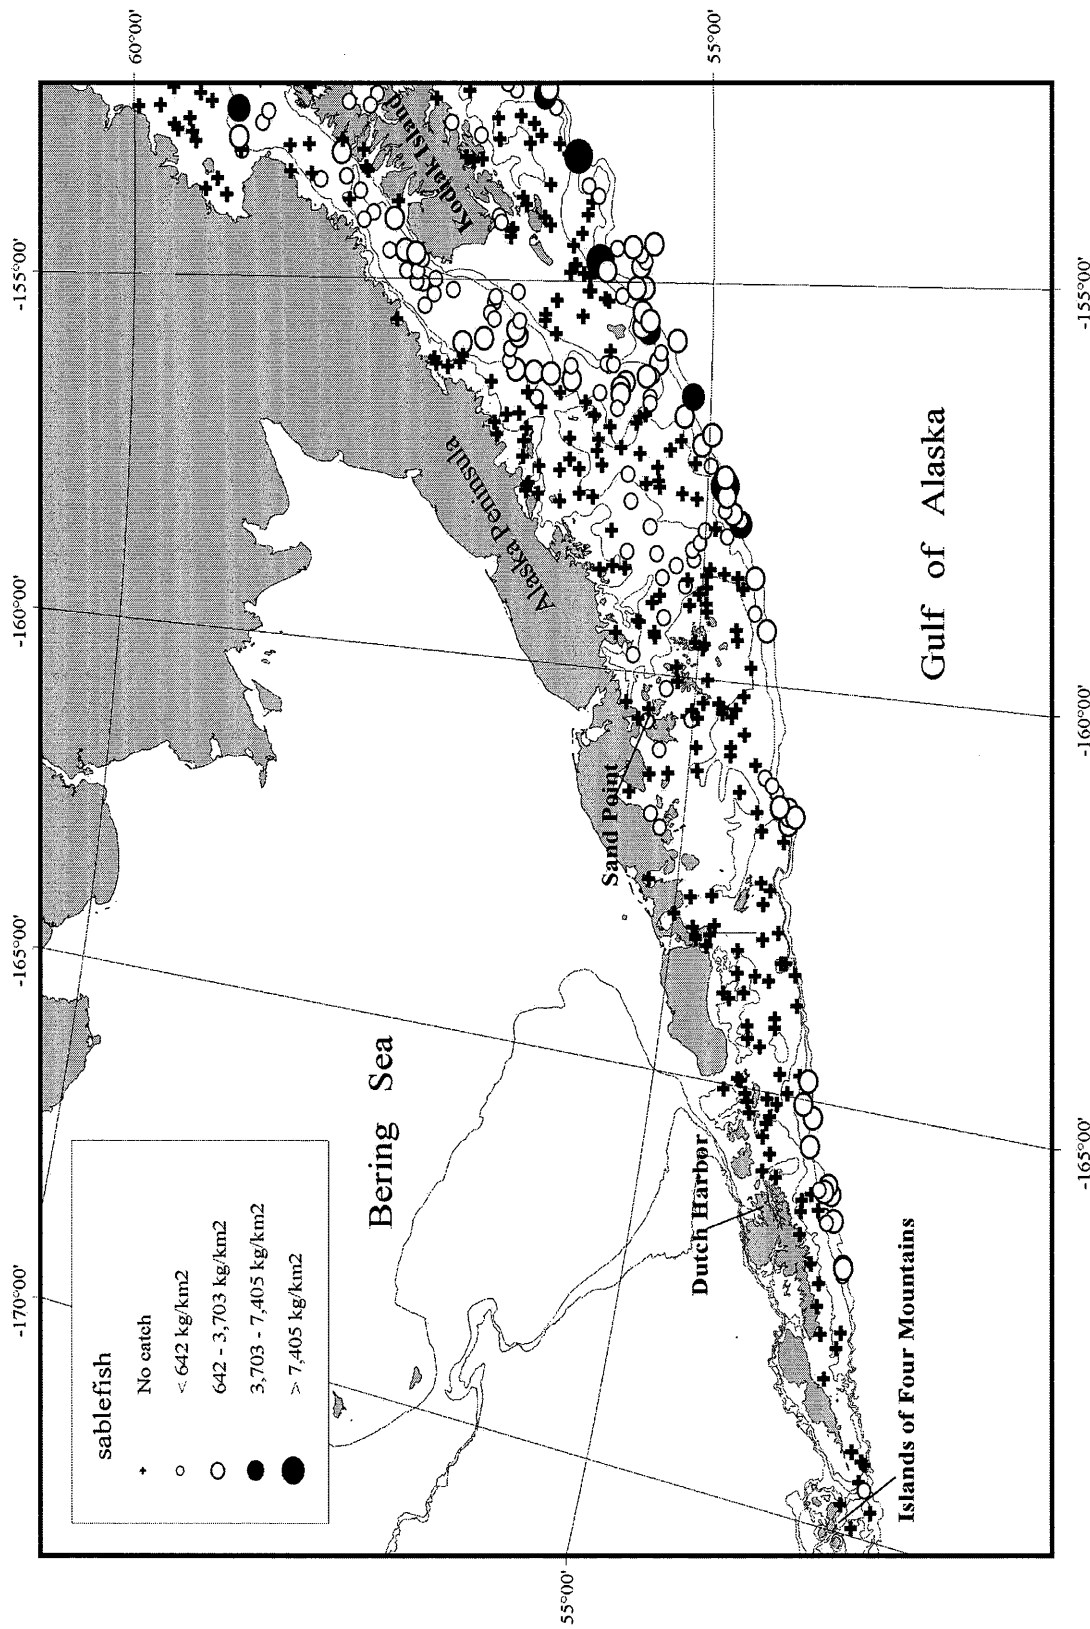 -170°00'
-165°00'
-160°00'
-155°00'
60°00'
55°00'
sablefish
No catch
< 642 kg/km2
642 - 3,703 kg/km2
3,703 - 7,405 kg/km2
> 7,405 kg/km2
Bering Sea
Alaska Peninsula
Kodiak Island
Sand Point
Dutch Harbor
Islands of Four Mountains
Gulf of Alaska
55°00'
-165°00'
-160°00'
-155°00'